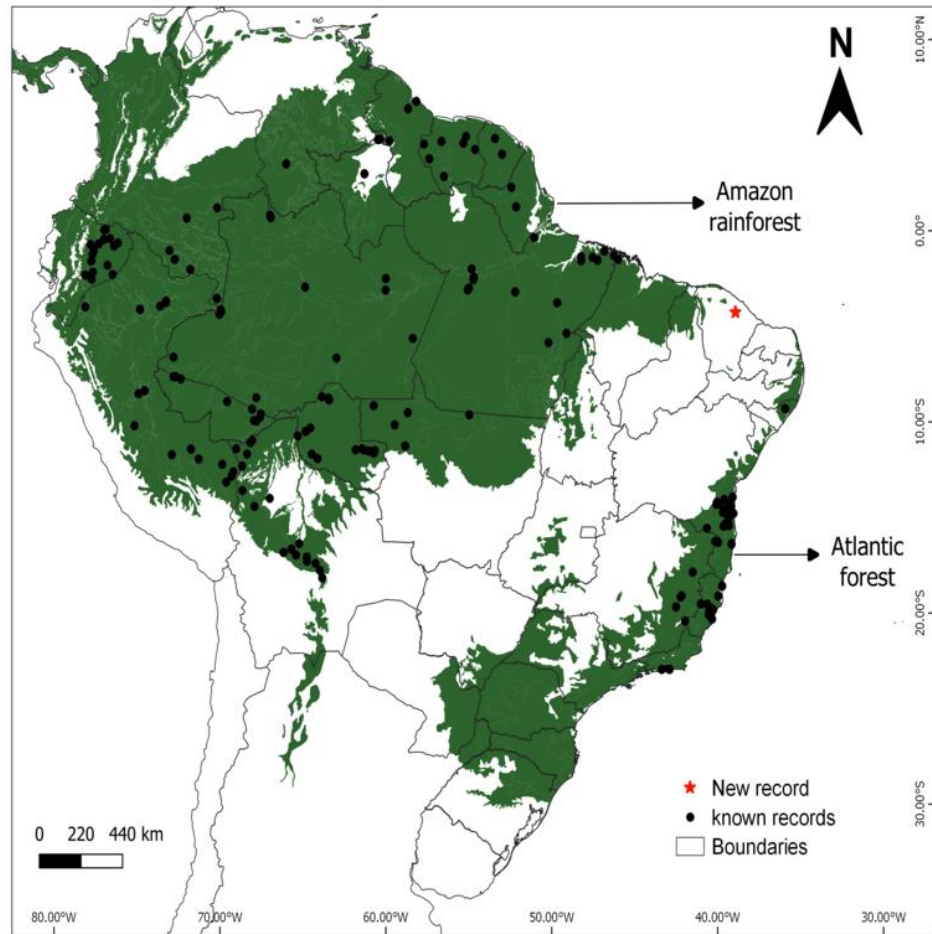 N
10.00°N
Amazon
rainforest
0.00°
10.00°S
Atlantic
forest
20.00°S
New record
known records
30.00°S
0 220 440 km
Boundaries
80.00°W 70.00°W 60.00°W 50.00°W 40.00°W 30.00°W